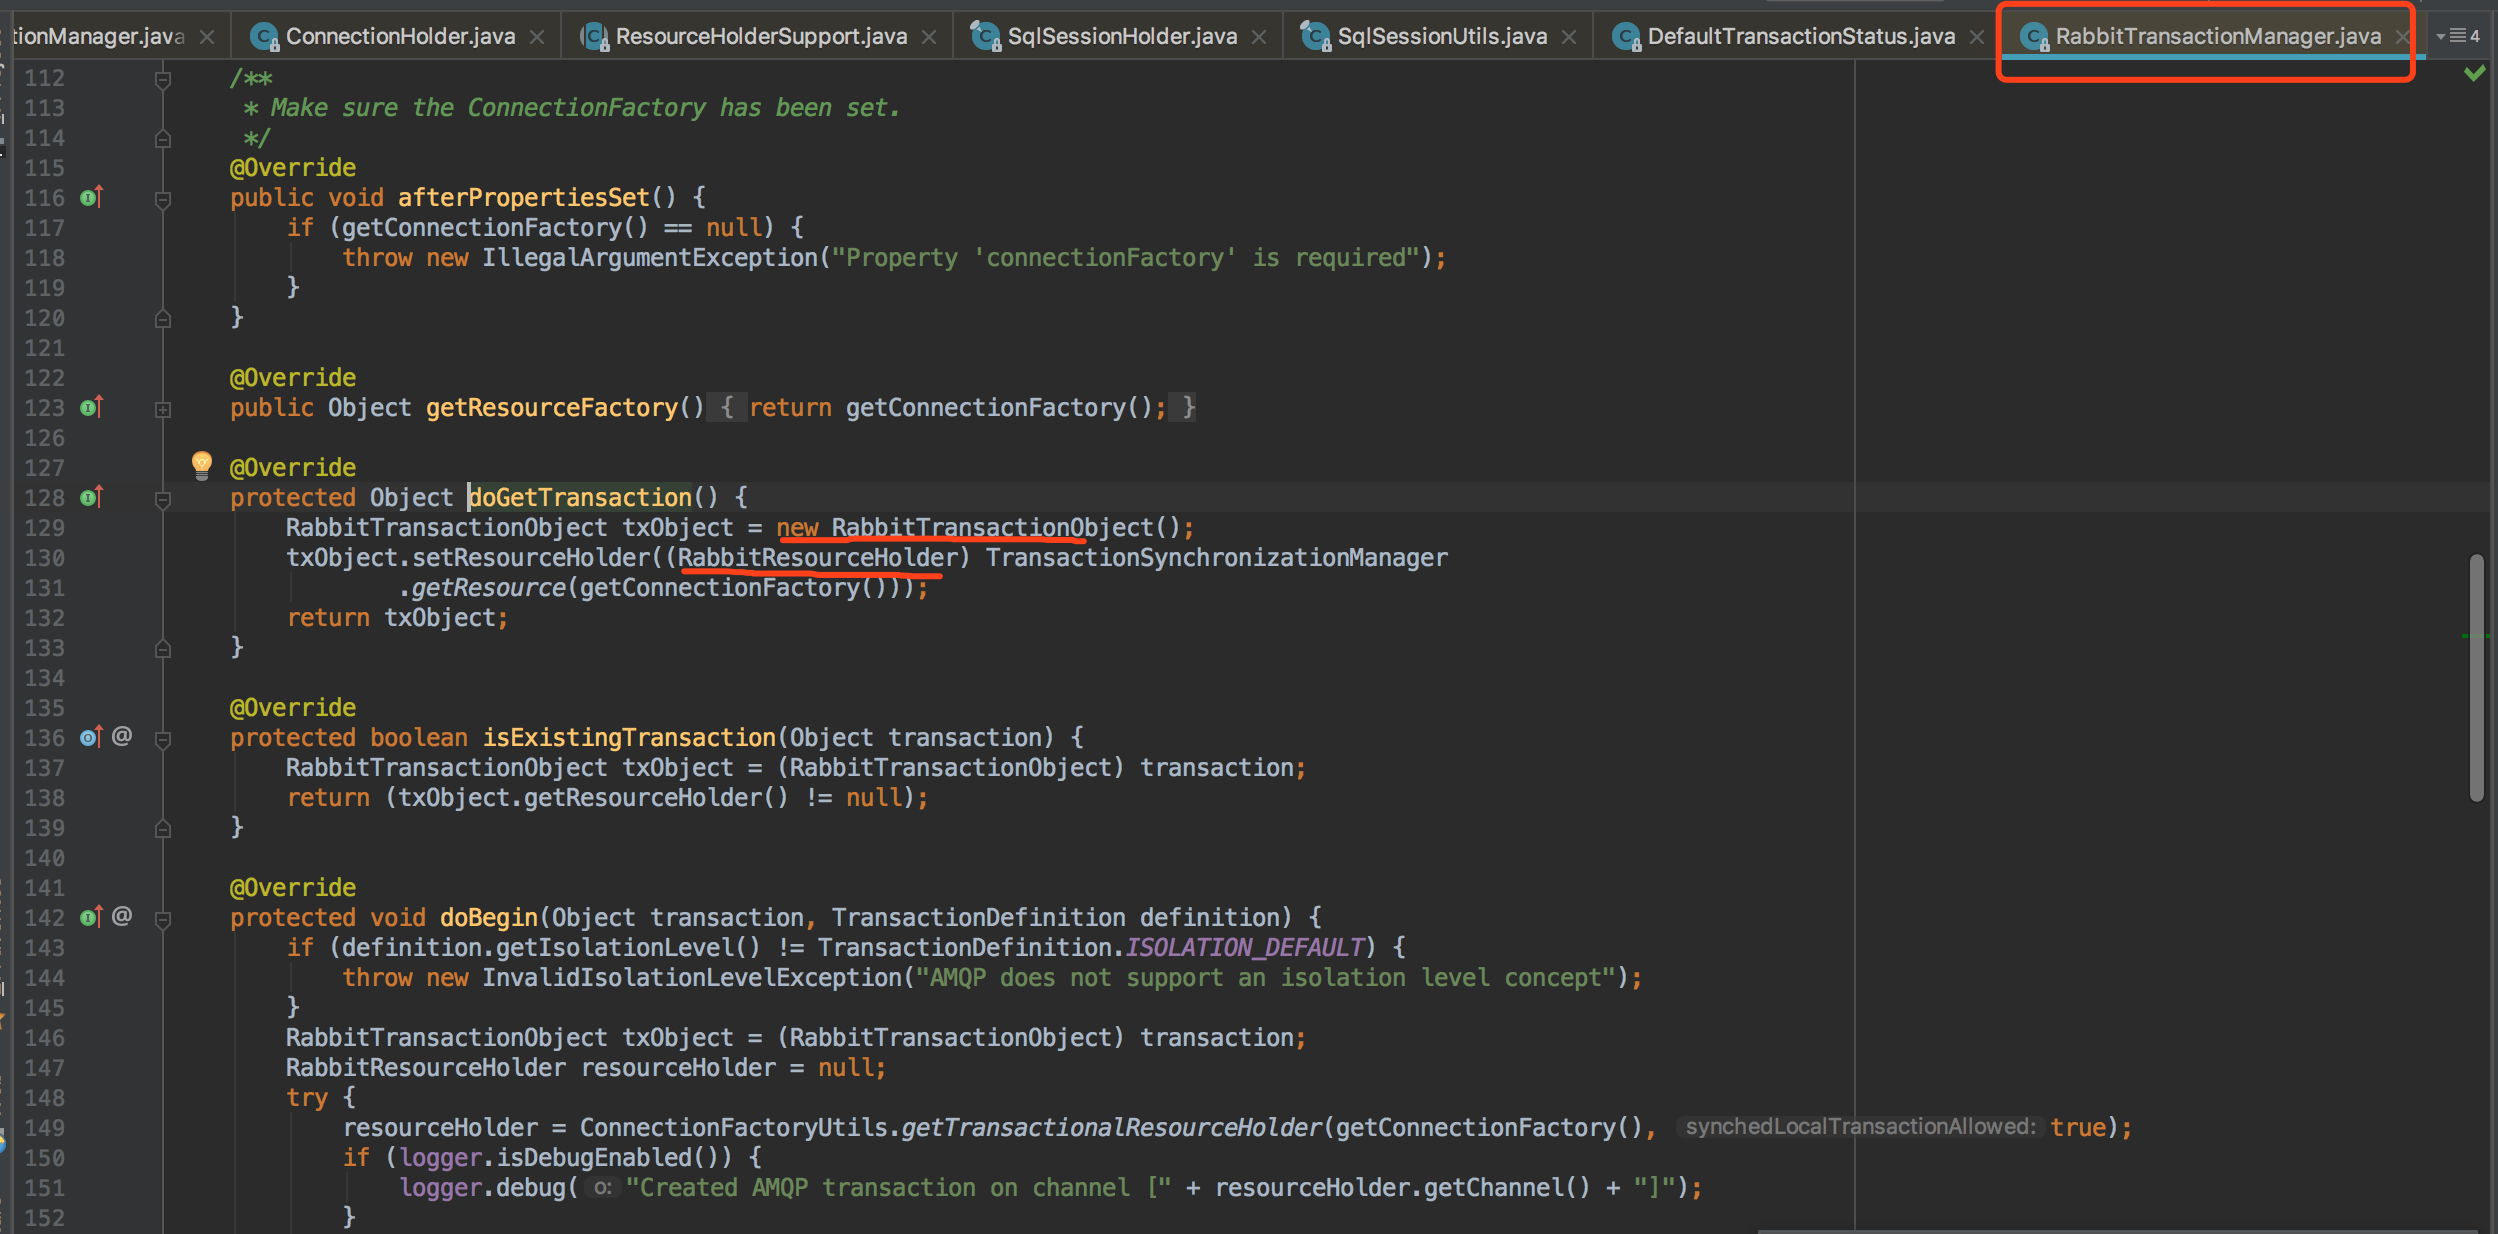 tionManager.java ConnectionHolder.java ResourceHolderSupport.java SqlSessionHolder.java SqlSessionUtils.java DefaultTransactionStatus.java RabbitTransactionManager.java 4
112 /**
113 * Make sure the ConnectionFactory has been set.
114 */
115 @Override
116 public void afterPropertiesSet() {
117 if (getConnectionFactory() == null) {
118 throw new IllegalArgumentException("Property 'connectionFactory' is required");
119 }
120 }
121
122 @Override
123 public Object getResourceFactory() { return getConnectionFactory(); }
126
127 @Override
128 protected Object doGetTransaction() {
129 RabbitTransactionObject txObject = new RabbitTransactionObject();
130 txObject.setResourceHolder((RabbitResourceHolder) TransactionSynchronizationManager
131 .getResource(getConnectionFactory()));
132 return txObject;
133 }
134
135 @Override
136 @ protected boolean isExistingTransaction(Object transaction) {
137 RabbitTransactionObject txObject = (RabbitTransactionObject) transaction;
138 return (txObject.getResourceHolder() != null);
139 }
140
141 @Override
142 @ protected void doBegin(Object transaction, TransactionDefinition definition) {
143 if (definition.getIsolationLevel() != TransactionDefinition.ISOLATION_DEFAULT) {
144 throw new InvalidIsolationLevelException("AMQP does not support an isolation level concept");
145 }
146 RabbitTransactionObject txObject = (RabbitTransactionObject) transaction;
147 RabbitResourceHolder resourceHolder = null;
148 try {
149 resourceHolder = ConnectionFactoryUtils.getTransactionalResourceHolder(getConnectionFactory(), synchedLocalTransactionAllowed: true);
150 if (logger.isDebugEnabled()) {
151 logger.debug( o: "Created AMQP transaction on channel [" + resourceHolder.getChannel() + "]");
152 }